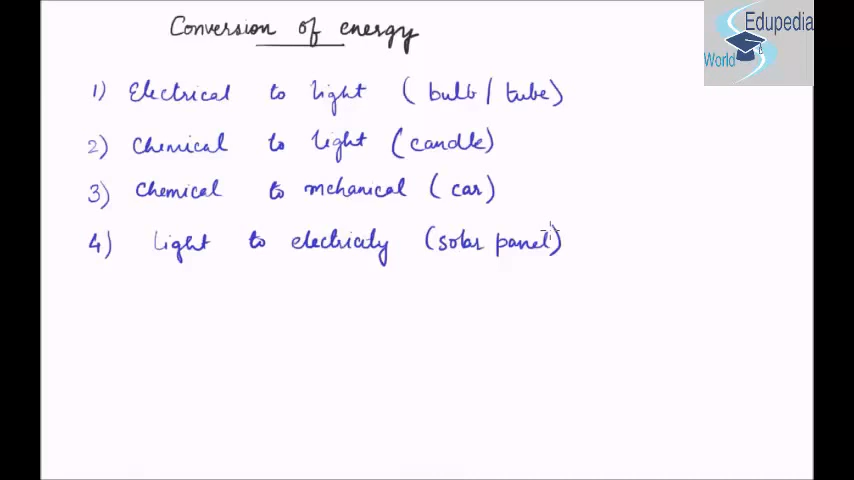 Conversion of energy
Edupedia
World
1) Electrical to light (bulb/tube)
2) Chemical to light (candle)
3) Chemical to mchanical (car)
4) Light to electricity (solar panel)